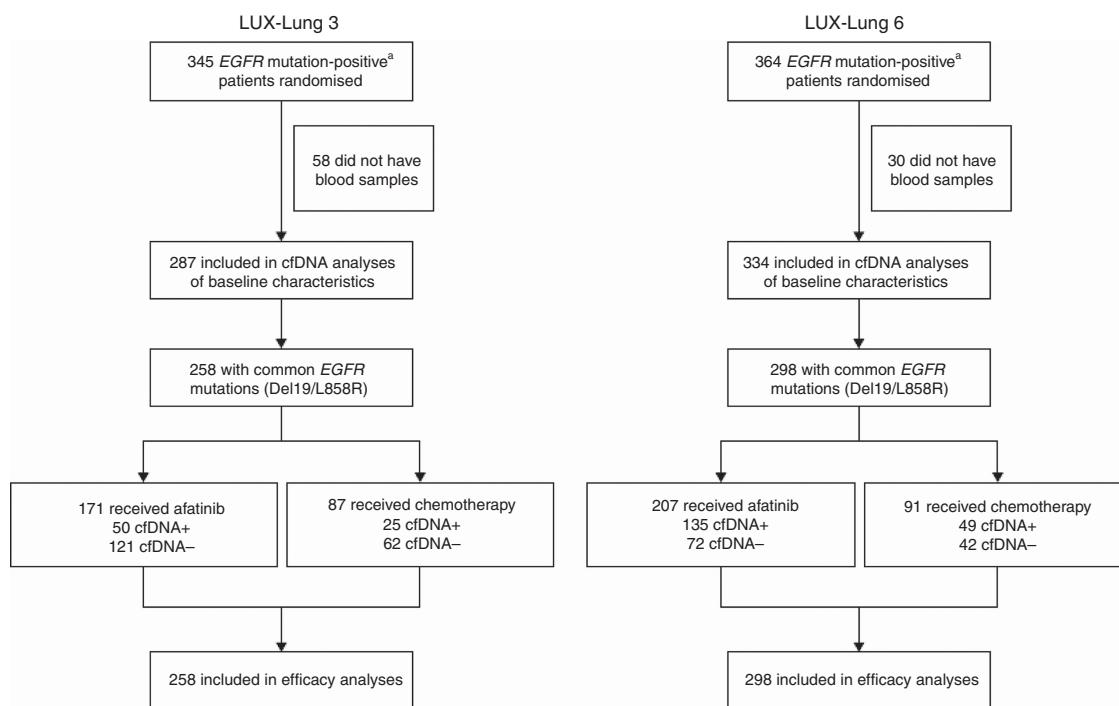 LUX-Lung 3
345 EGFR mutation-positiveᵃ
patients randomised
58 did not have
blood samples
287 included in cfDNA analyses
of baseline characteristics
258 with common EGFR
mutations (Del19/L858R)
171 received afatinib
50 cfDNA+
121 cfDNA–
87 received chemotherapy
25 cfDNA+
62 cfDNA–
258 included in efficacy analyses
LUX-Lung 6
364 EGFR mutation-positiveᵃ
patients randomised
30 did not have
blood samples
334 included in cfDNA analyses
of baseline characteristics
298 with common EGFR
mutations (Del19/L858R)
207 received afatinib
135 cfDNA+
72 cfDNA–
91 received chemotherapy
49 cfDNA+
42 cfDNA–
298 included in efficacy analyses